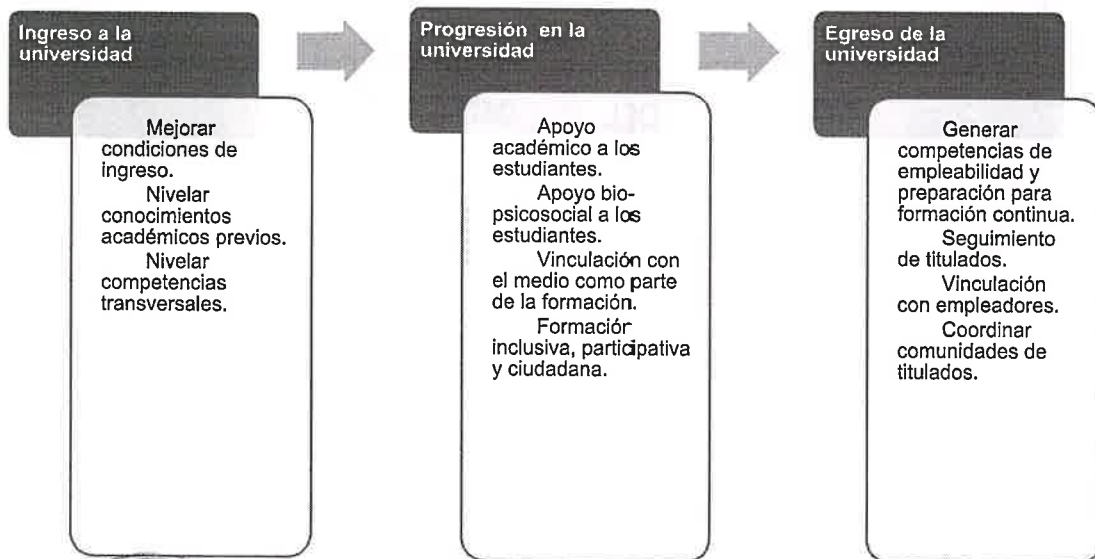 Ingreso a la
universidad
Mejorar
condiciones de
ingreso.
Nivelar
conocimientos
académicos previos.
Nivelar
competencias
transversales.
Progresión en la
universidad
Apoyo
académico a los
estudiantes.
Apoyo bio-
psicosocial a los
estudiantes.
Vinculación con
el medio como parte
de la formación.
Formación
inclusiva, participativa
y ciudadana.
Egreso de la
universidad
Generar
competencias de
empleabilidad y
preparación para
formación continua.
Seguimiento
de titulados.
Vinculación
con empleadores.
Coordinar
comunidades de
titulados.